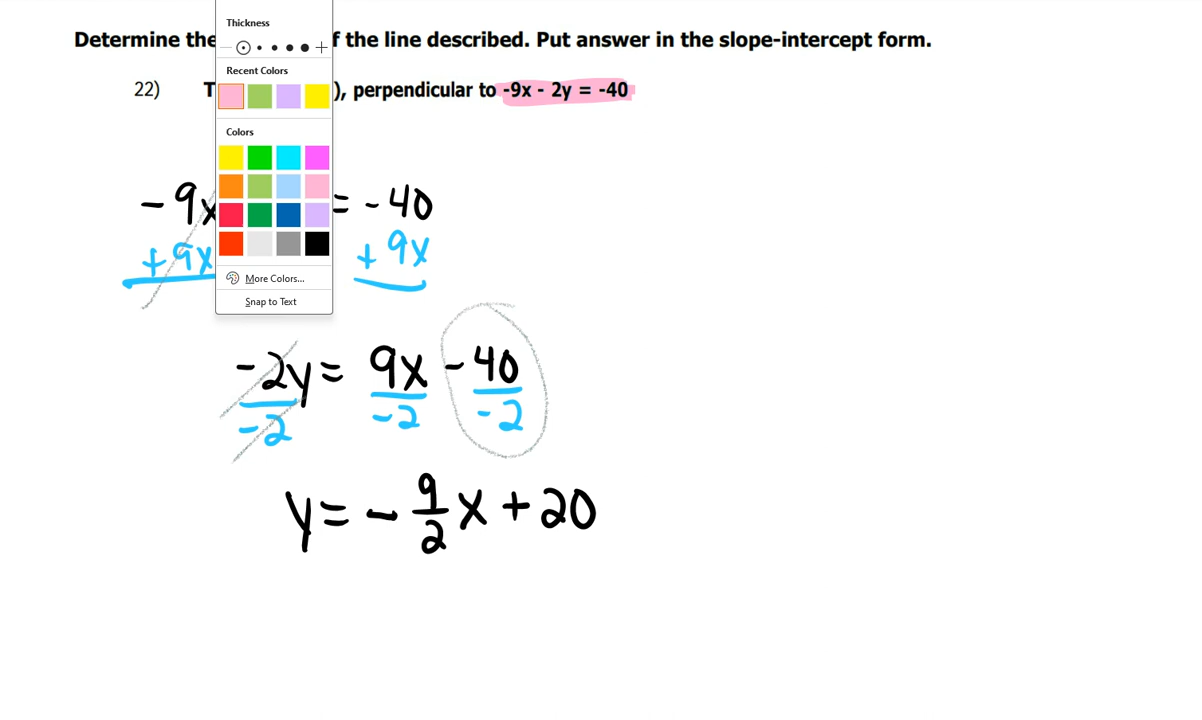 Thickness
Determine the f the line described. Put answer in the slope-intercept form.
Recent Colors
22) T ), perpendicular to -9x - 2y = -40
Colors
-9x = -40
+9x +9x
More Colors...
Snap to Text
-2y = 9x - 40
-2 -2 -2
y = - 9/2 x + 20